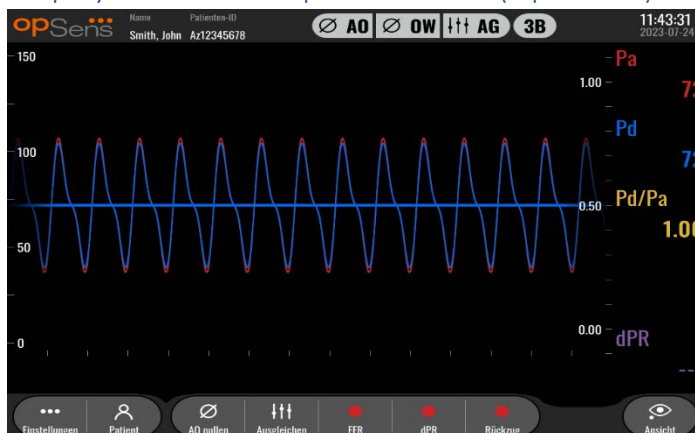 opSens
Name Patienten-ID
Smith, John Az12345678
AO OW AG 3B
11:43:31
2023-07-24
150
100
50
0
1.00
0.50
0.00
Pa
Pd
Pd/Pa
1.00
dPR
--
Einstellungen Patient AO nullen Ausgleichen FFR dPR Rückzug Ansicht